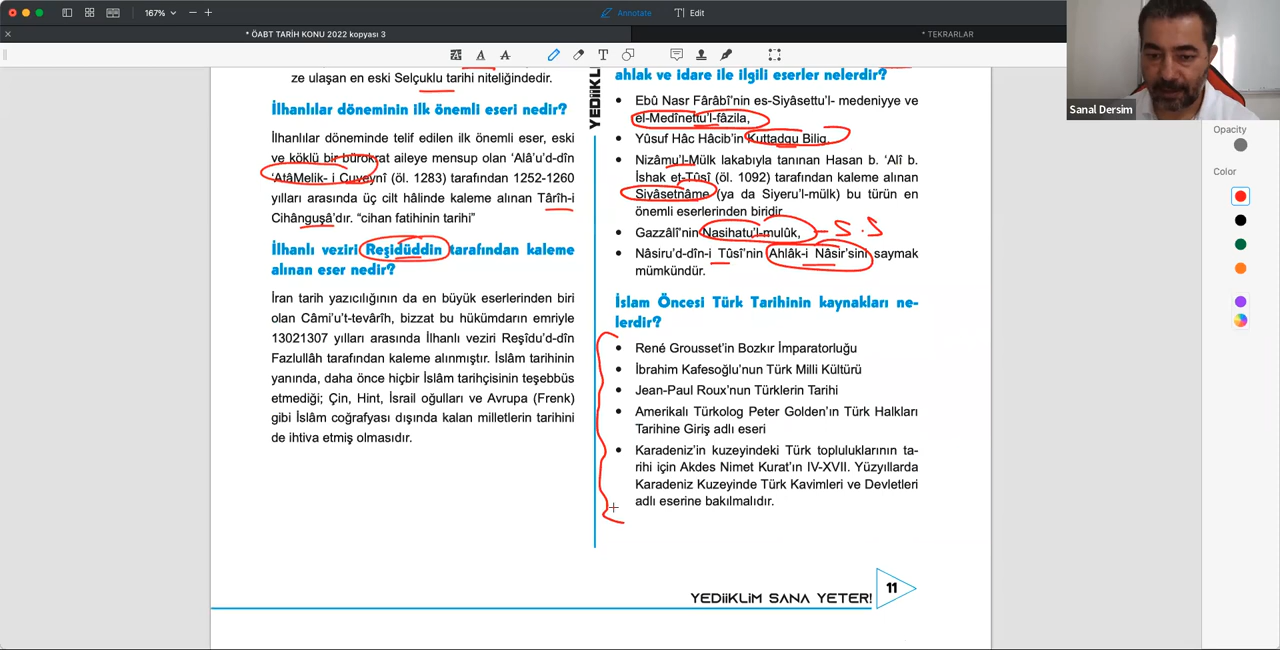 167%
Annotate
Edit
* ÖABT TARİH KONU 2022 kopyası 3
* TEKRARLAR
Sanal Dersim
Opacity
Color
ze ulaşan en eski Selçuklu tarihi niteliğindedir.
İlhanlılar döneminin ilk önemli eseri nedir?
İlhanlılar döneminde telif edilen ilk önemli eser, eski
ve köklü bir bürokrat aileye mensup olan ‘Alâ’u’d-dîn
‘AtâMelik- i Cuveynî (öl. 1283) tarafından 1252-1260
yılları arasında üç cilt hâlinde kaleme alınan Târîh-i
Cihânguşâ’dır. “cihan fatihinin tarihi”
İlhanlı veziri Reşidüddin tarafından kaleme
alınan eser nedir?
İran tarih yazıcılığının da en büyük eserlerinden biri
olan Câmi’u’t-tevârîh, bizzat bu hükümdarın emriyle
13021307 yılları arasında İlhanlı veziri Reşîdu’d-dîn
Fazlullâh tarafından kaleme alınmıştır. İslâm tarihinin
yanında, daha önce hiçbir İslâm tarihçisinin teşebbüs
etmediği; Çin, Hint, İsrail oğulları ve Avrupa (Frenk)
gibi İslâm coğrafyası dışında kalan milletlerin tarihini
de ihtiva etmiş olmasıdır.
YEDİİKL
ahlak ve idare ile ilgili eserler nelerdir?
• Ebû Nasr Fârâbî’nin es-Siyâsettu’l- medeniyye ve
el-Medînettu’l-fâzila,
• Yûsuf Hâc Hâcib’in Kuttadgu Bilig,
• Nizâmu’l-Mülk lakabıyla tanınan Hasan b. ‘Alî b.
İshak et-Tûsî (öl. 1092) tarafından kaleme alınan
Siyâsetnâme (ya da Siyeru’l-mülk) bu türün en
önemli eserlerinden biridir.
• Gazzâlî’nin Nasihatu’l-mulûk, - S.S
• Nâsiru’d-dîn-i Tûsî’nin Ahlâk-i Nâsir’sini saymak
mümkündür.
İslam Öncesi Türk Tarihinin kaynakları ne-
lerdir?
• René Grousset’in Bozkır İmparatorluğu
• İbrahim Kafesoğlu’nun Türk Milli Kültürü
• Jean-Paul Roux’nun Türklerin Tarihi
• Amerikalı Türkolog Peter Golden’ın Türk Halkları
Tarihine Giriş adlı eseri
• Karadeniz’in kuzeyindeki Türk topluluklarının ta-
rihi için Akdes Nimet Kurat’ın IV-XVII. Yüzyıllarda
Karadeniz Kuzeyinde Türk Kavimleri ve Devletleri
adlı eserine bakılmalıdır.
YEDİİKLİM SANA YETER!
11